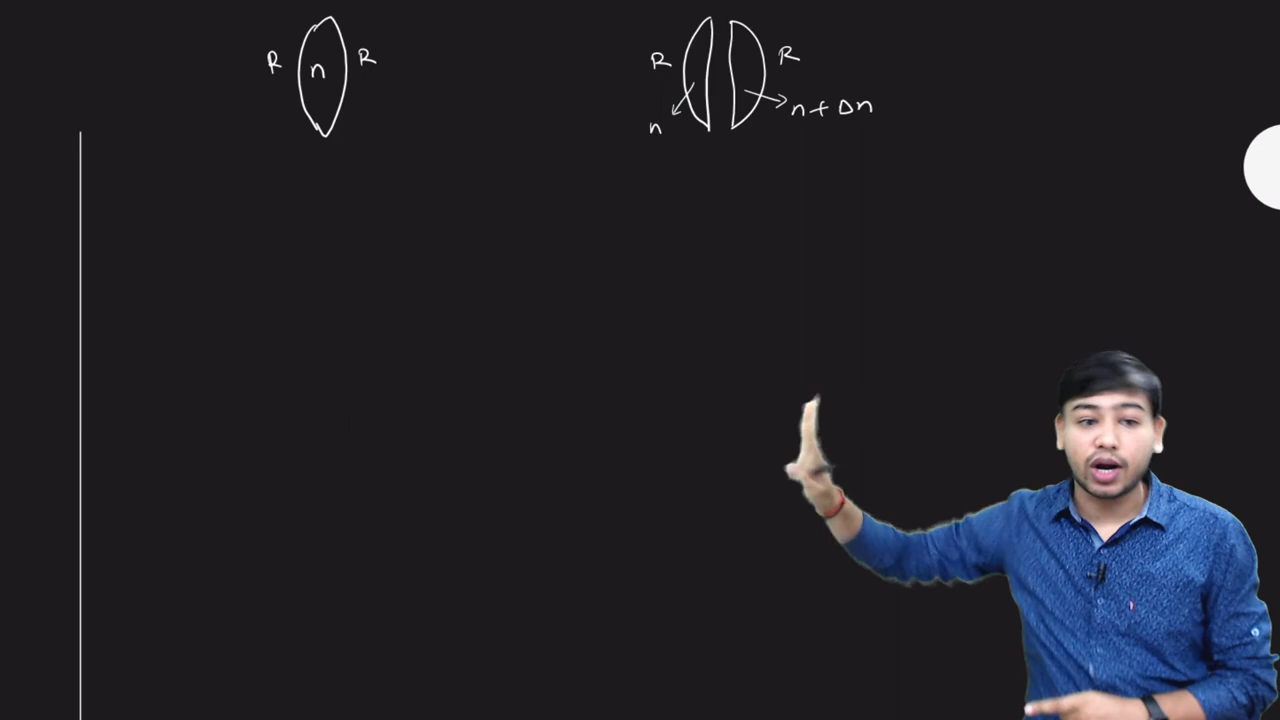 R n R
R R
n n + Δn